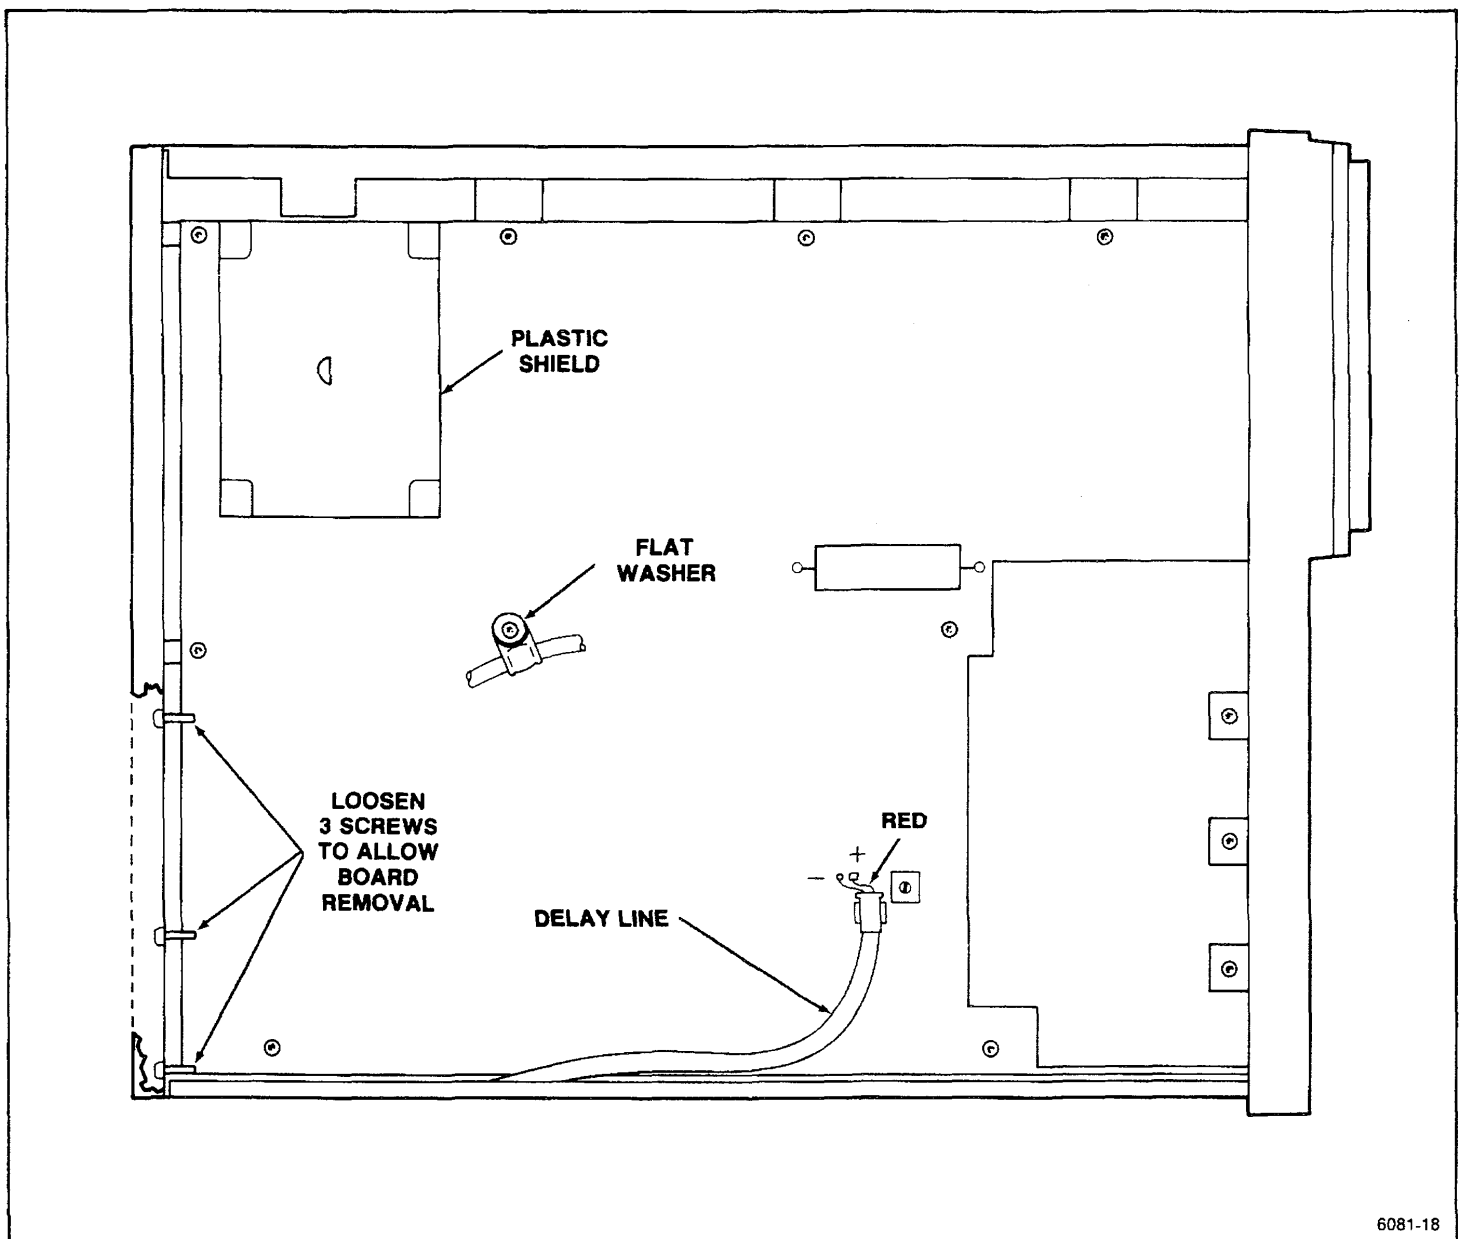 PLASTIC
SHIELD
FLAT
WASHER
LOOSEN
3 SCREWS
TO ALLOW
BOARD
REMOVAL
RED
+
−
DELAY LINE
6081-18